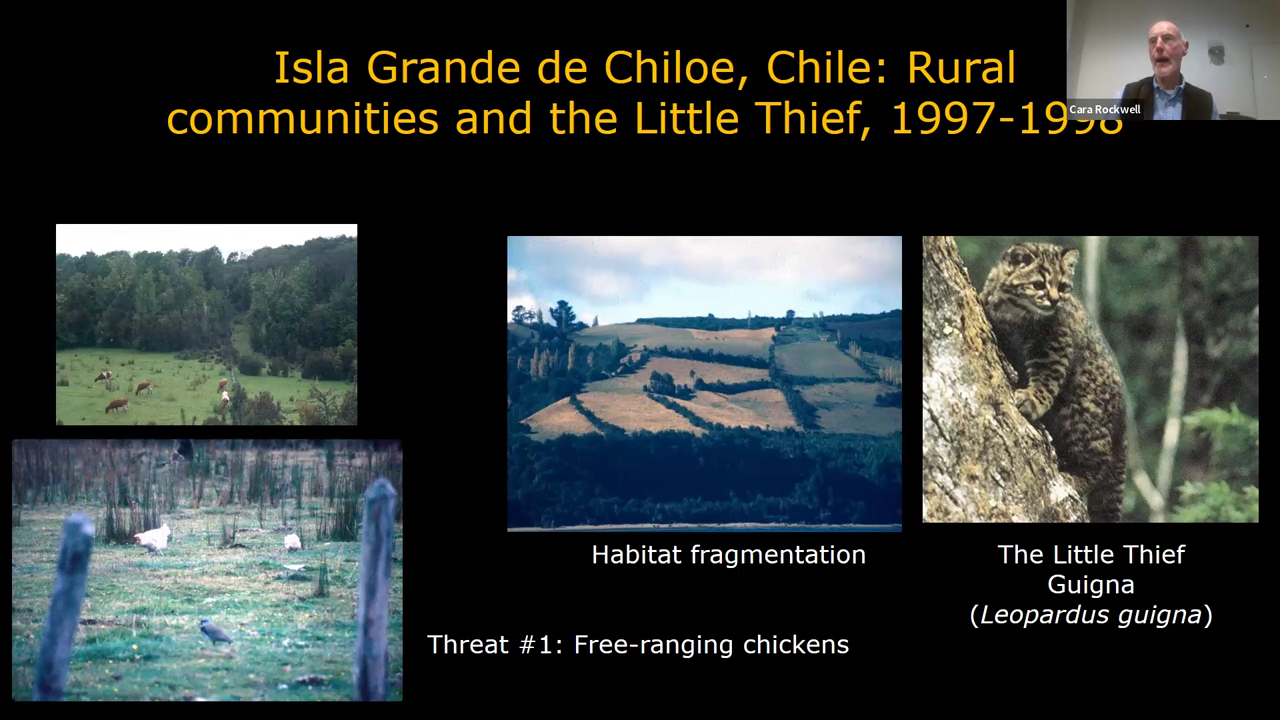 Isla Grande de Chiloe, Chile: Rural
communities and the Little Thief, 1997-1998
Cara Rockwell
Habitat fragmentation
The Little Thief
Guigna
(Leopardus guigna)
Threat #1: Free-ranging chickens